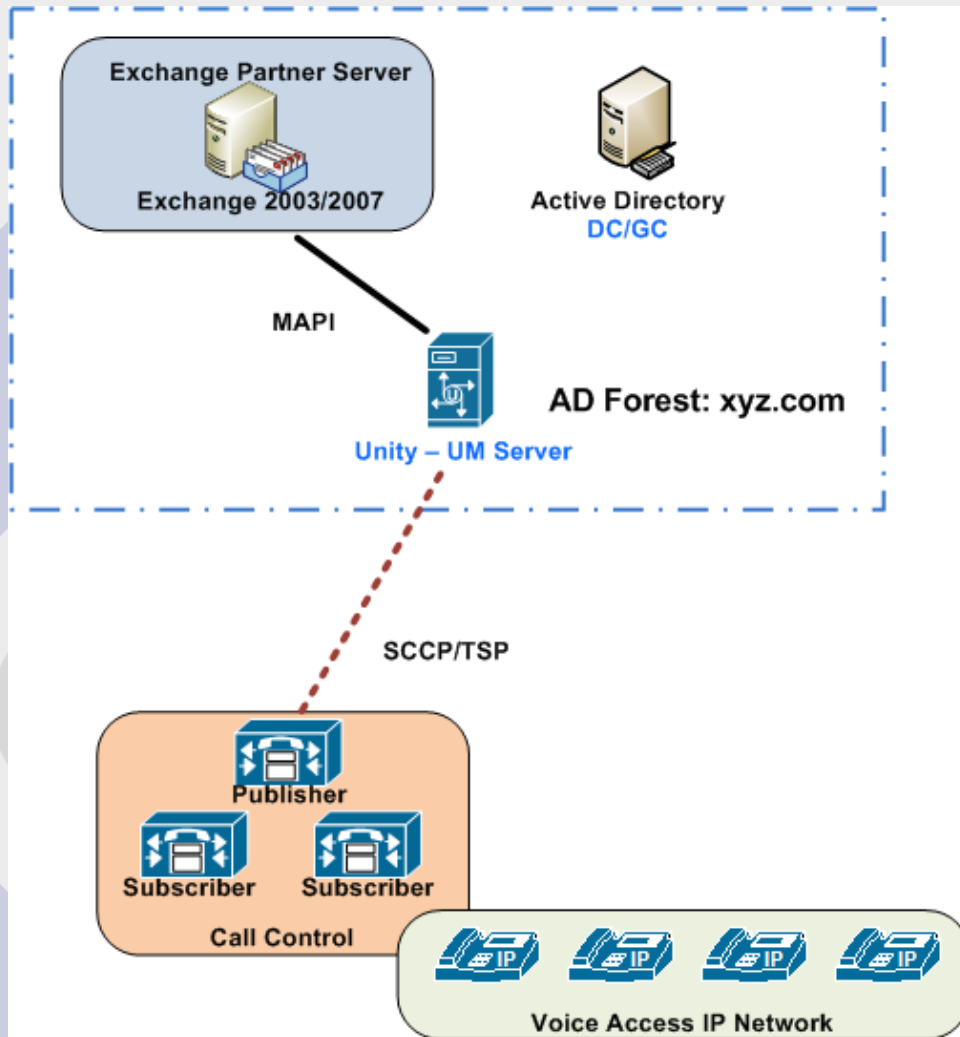 Exchange Partner Server
Exchange 2003/2007
Active Directory
DC/GC
MAPI
U
AD Forest: xyz.com
Unity – UM Server
SCCP/TSP
Publisher
Subscriber
Subscriber
Call Control
IP
IP
IP
IP
Voice Access IP Network